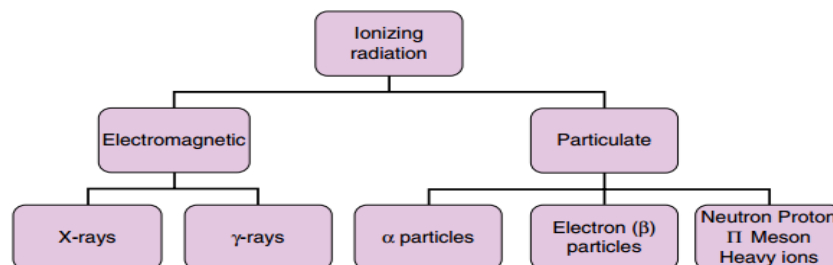 Ionizing
radiation
Electromagnetic
Particulate
X-rays
γ-rays
α particles
Electron (β)
particles
Neutron Proton
Π Meson
Heavy ions